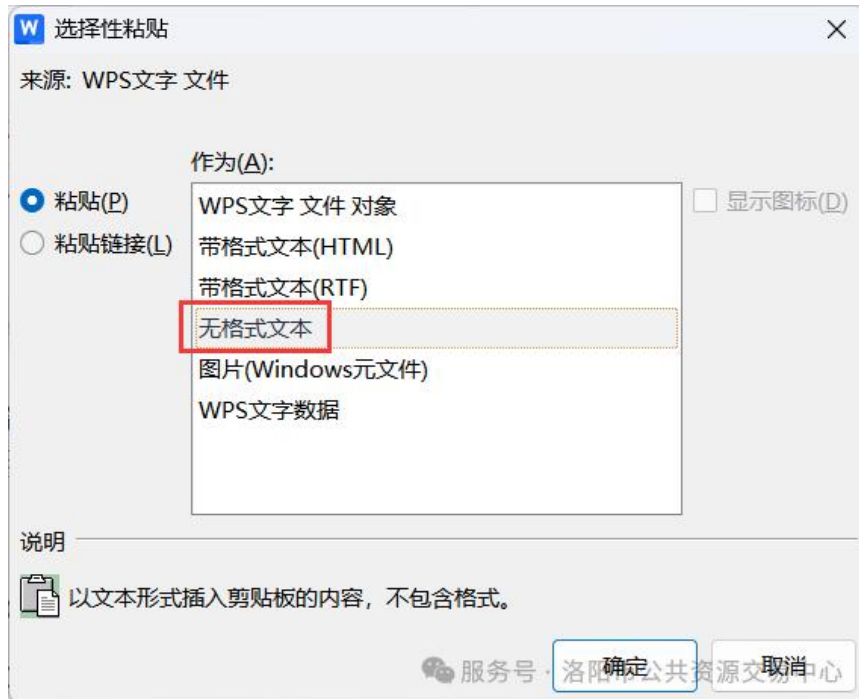 W 选择性粘贴
来源: WPS文字 文件
作为(A):
粘贴(P)
粘贴链接(L)
WPS文字 文件 对象
带格式文本(HTML)
带格式文本(RTF)
无格式文本
图片(Windows元文件)
WPS文字数据
显示图标(D)
说明
以文本形式插入剪贴板的内容，不包含格式。
确定
取消
服务号 · 洛阳市公共资源交易中心